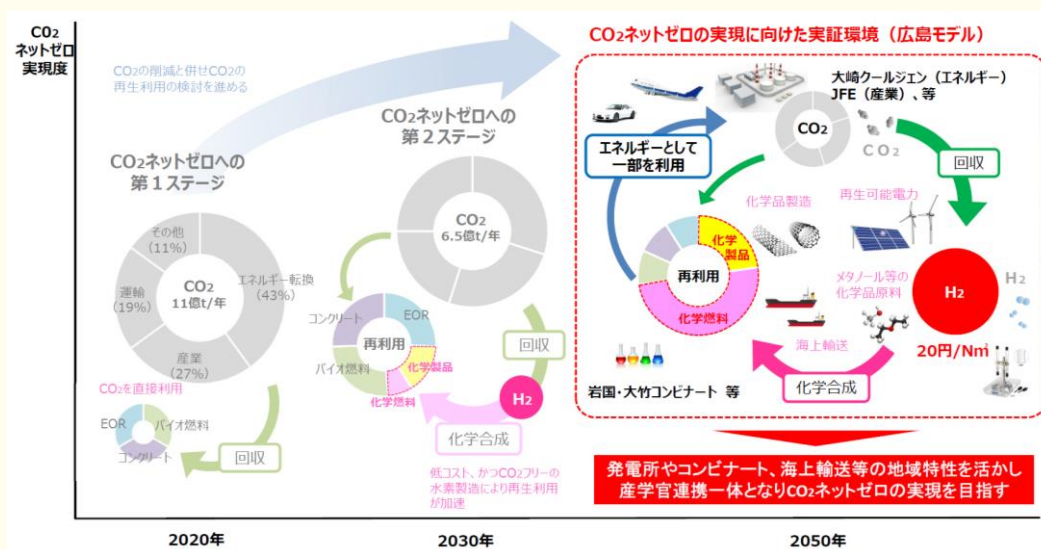 CO2
ネットゼロ
実現度
CO2の削減と併せCO2の
再生利用の検討を進める
CO2ネットゼロへの
第1ステージ
その他
(11%)
運輸
(19%)
CO2
11億t/年
エネルギー転換
(43%)
産業
(27%)
CO2を直接利用
EOR
バイオ燃料
コンクリート
回収
CO2ネットゼロへの
第2ステージ
CO2
6.5億t/年
コンクリート
EOR
再利用
バイオ燃料
化学製品
化学燃料
回収
H2
化学合成
低コスト、かつCO2フリーの
水素製造により再生利用
が加速
CO2ネットゼロの実現に向けた実証環境（広島モデル）
大崎クールジェン（エネルギー）
JFE（産業）、等
CO2
CO2
エネルギーとして
一部を利用
回収
化学品製造
再生可能電力
化学
製品
再利用
化学燃料
メタノール等の
化学品原料
H2
H2
20円/N㎥
海上輸送
岩国・大竹コンビナート 等
化学合成
発電所やコンビナート、海上輸送等の地域特性を活かし
産学官連携一体となりCO2ネットゼロの実現を目指す
2020年
2030年
2050年